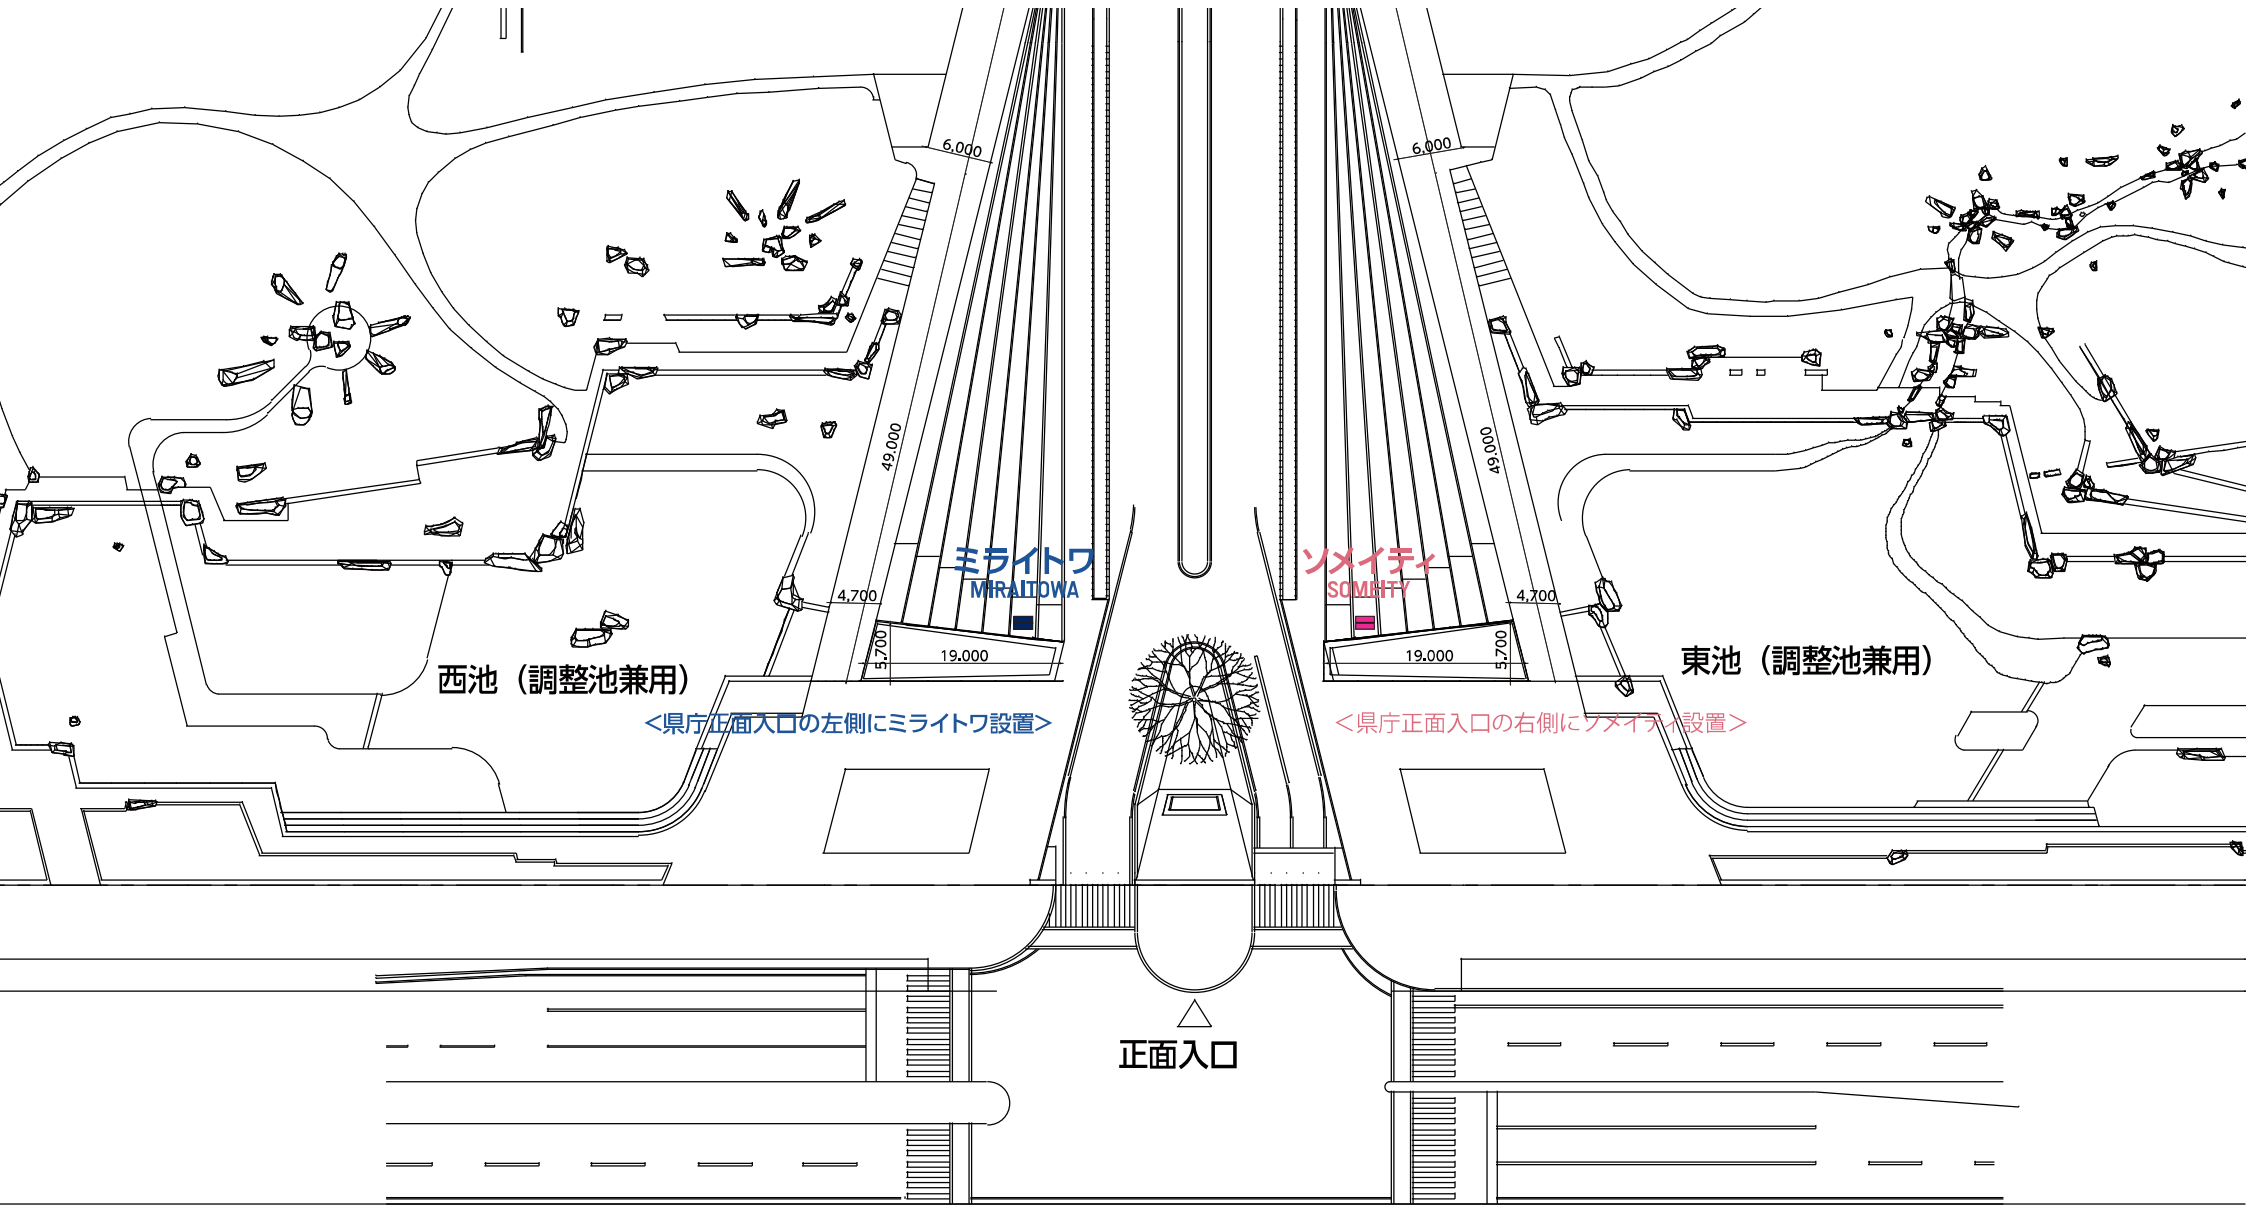 6,000
6,000
49.000
49.000
ミライトワ
MIRAITOWA
ソメイティ
SOMEITY
4,700
4,700
5.700
19.000
19.000
5.700
西池（調整池兼用）
東池（調整池兼用）
＜県庁正面入口の左側にミライトワ設置＞
＜県庁正面入口の右側にソメイティ設置＞
正面入口